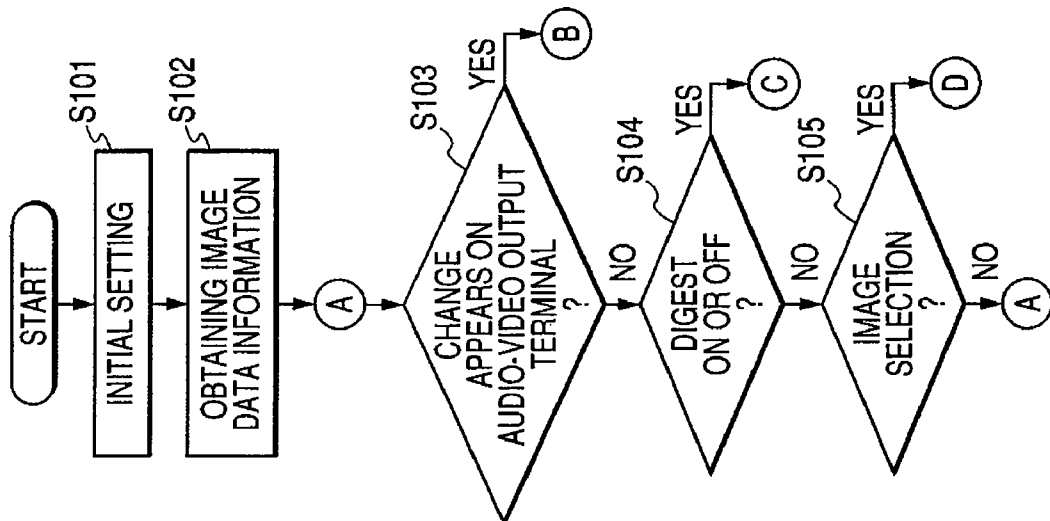 START
S101
INITIAL SETTING
S102
OBTAINING IMAGE
DATA INFORMATION
A
S103
CHANGE
APPEARS ON
AUDIO-VIDEO OUTPUT
TERMINAL
?
YES
B
NO
S104
DIGEST
ON OR OFF
?
YES
C
NO
S105
IMAGE
SELECTION
?
YES
D
NO
A